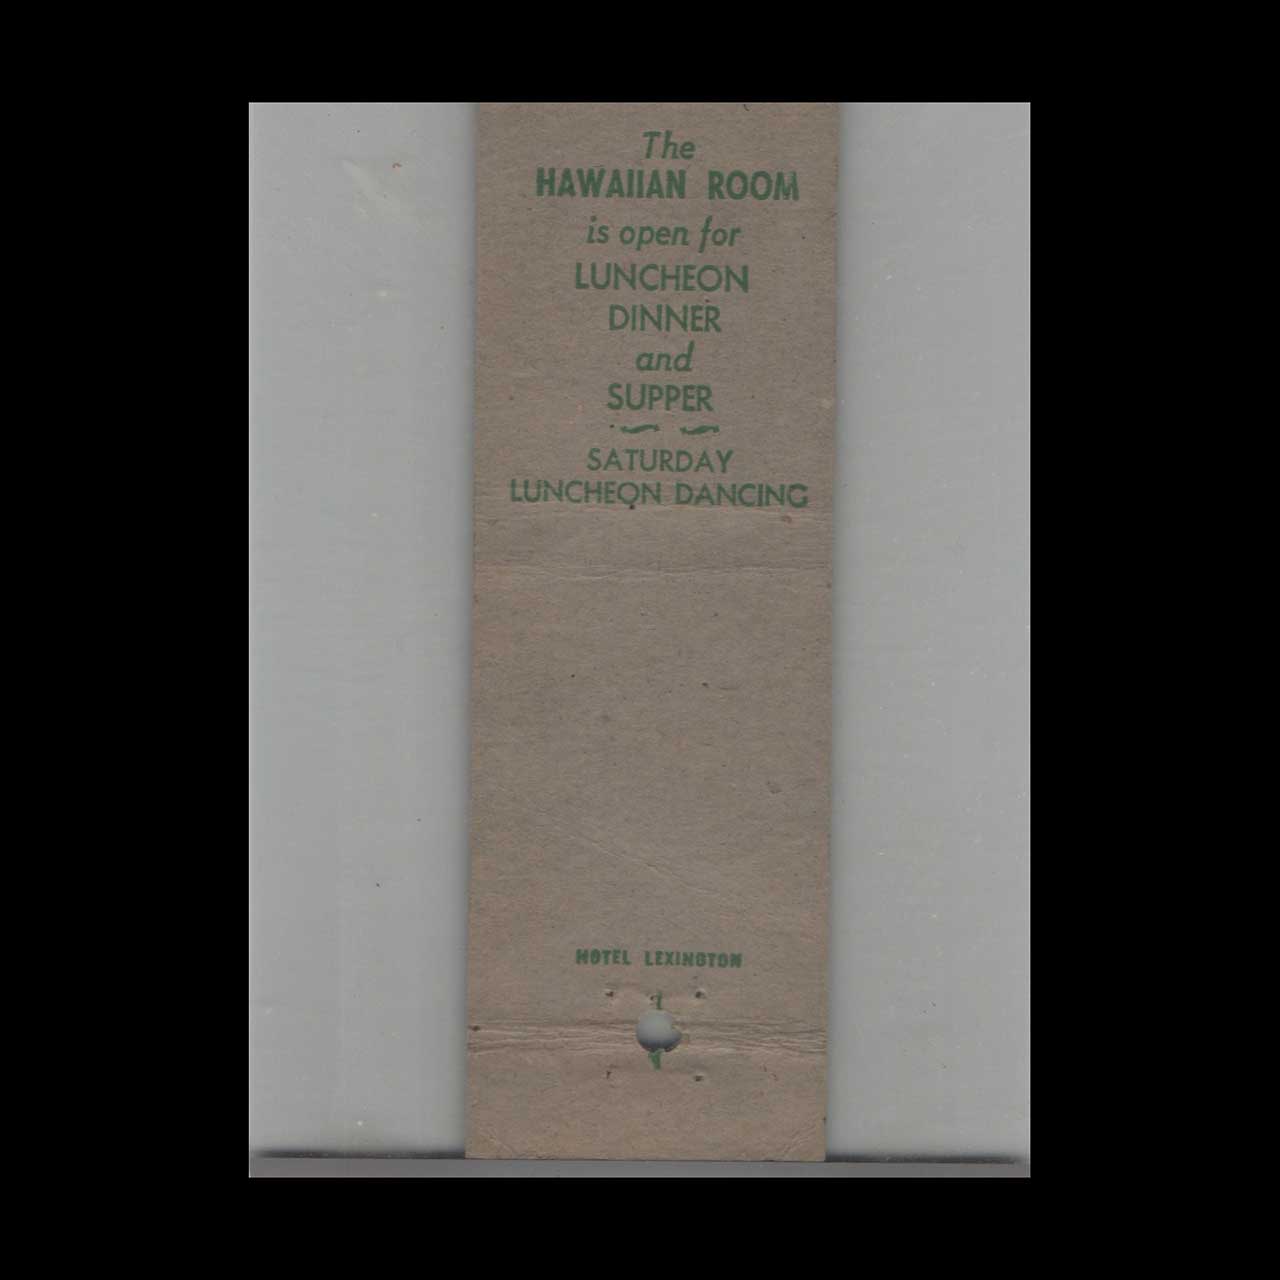 The
HAWAIIAN ROOM
is open for
LUNCHEON
DINNER
and
SUPPER
SATURDAY
LUNCHEON DANCING
HOTEL LEXINGTON